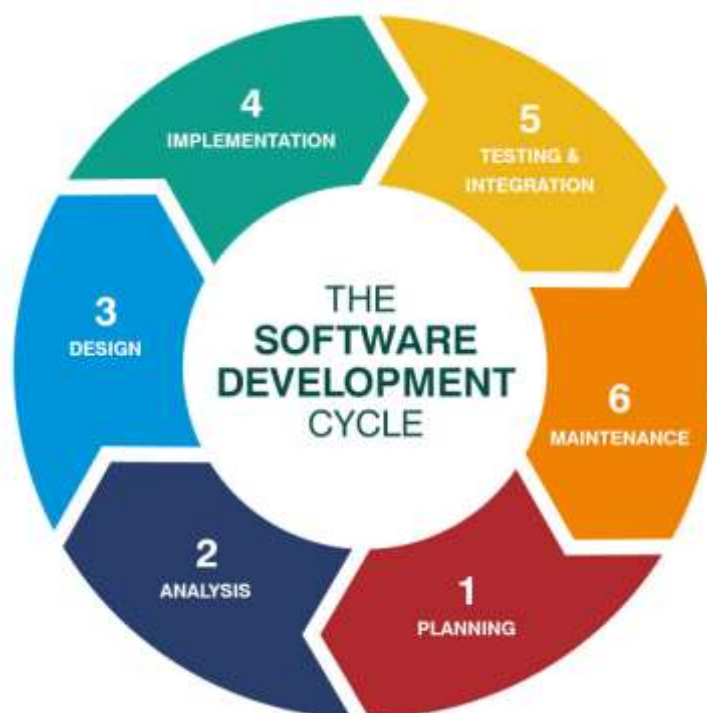 THE
SOFTWARE
DEVELOPMENT
CYCLE
1
PLANNING
2
ANALYSIS
3
DESIGN
4
IMPLEMENTATION
5
TESTING &
INTEGRATION
6
MAINTENANCE